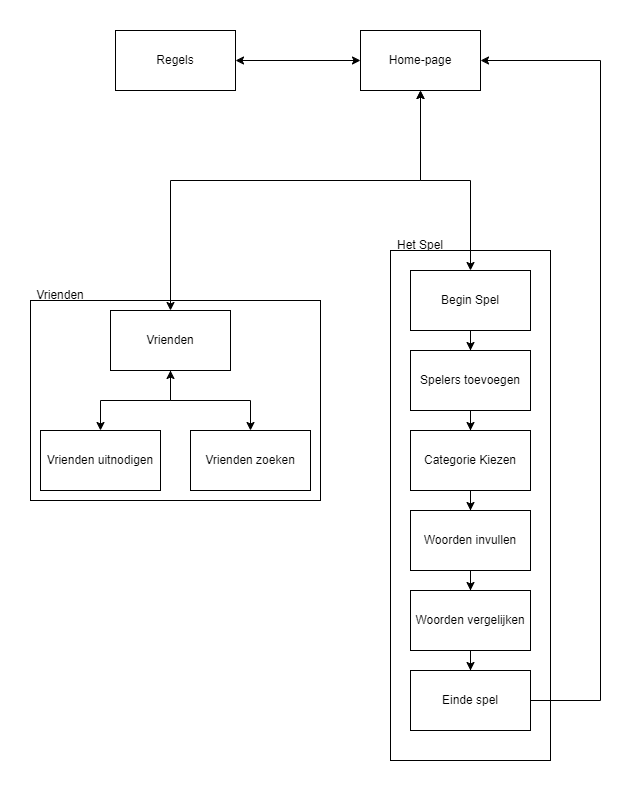 Regels
Home-page
Het Spel
Begin Spel
Vrienden
Vrienden
Spelers toevoegen
Vrienden uitnodigen
Vrienden zoeken
Categorie Kiezen
Woorden invullen
Woorden vergelijken
Einde spel